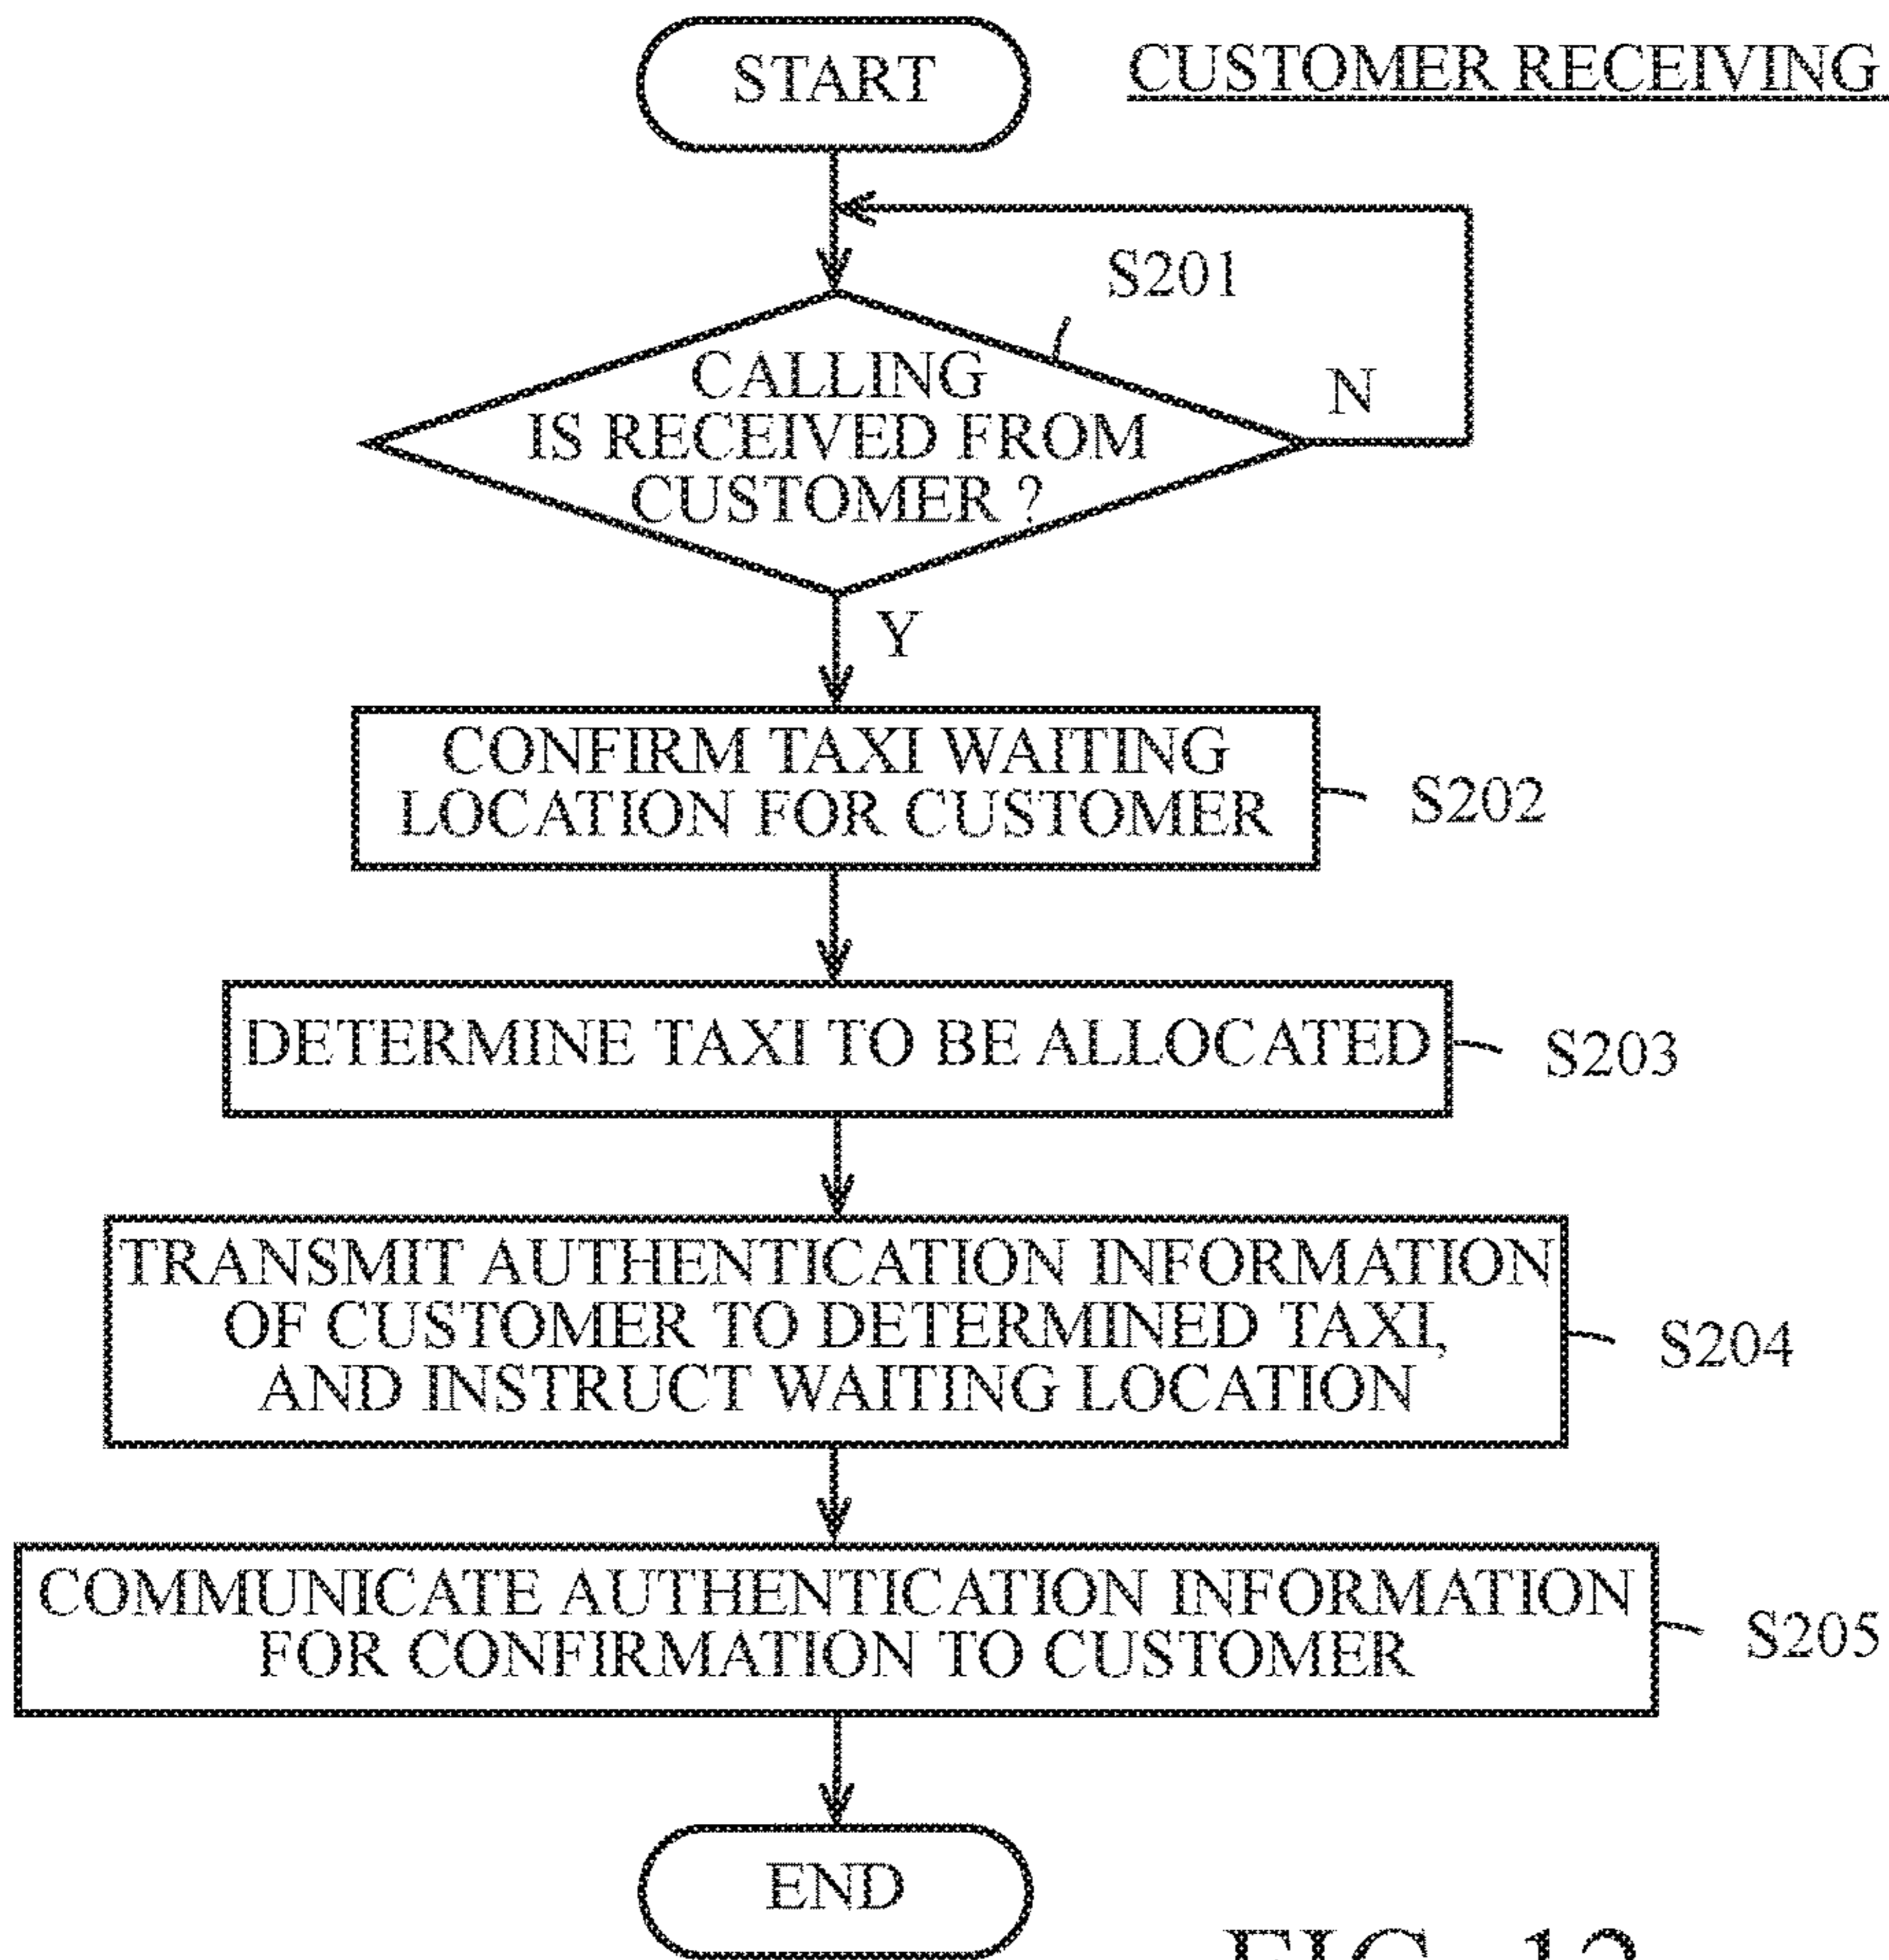 START
CUSTOMER RECEIVING
S201
CALLING
IS RECEIVED FROM
CUSTOMER ?
N
Y
CONFIRM TAXI WAITING
LOCATION FOR CUSTOMER
S202
DETERMINE TAXI TO BE ALLOCATED
S203
TRANSMIT AUTHENTICATION INFORMATION
OF CUSTOMER TO DETERMINED TAXI,
AND INSTRUCT WAITING LOCATION
S204
COMMUNICATE AUTHENTICATION INFORMATION
FOR CONFIRMATION TO CUSTOMER
S205
END
FIG. 12